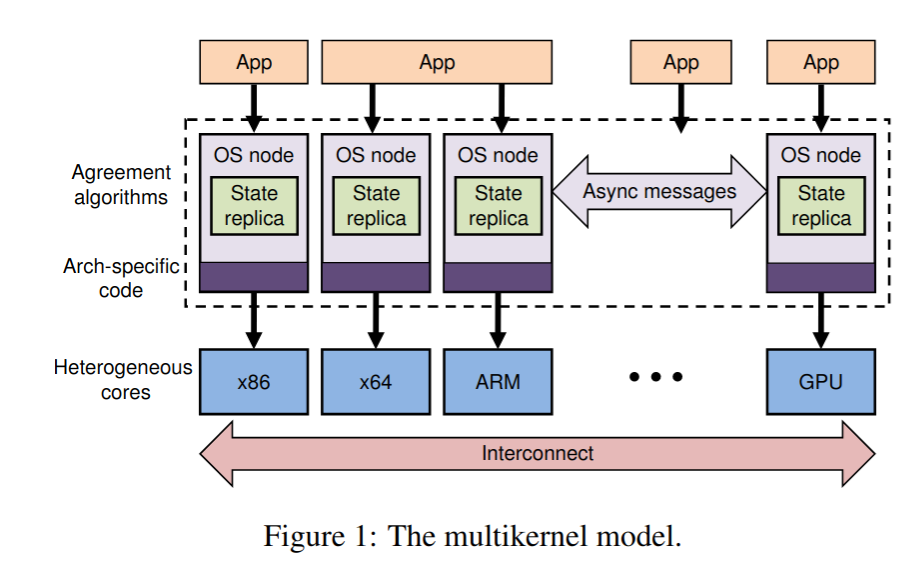 App
App
App
App
Agreement
algorithms
OS node
State
replica
OS node
State
replica
OS node
State
replica
Async messages
OS node
State
replica
Arch-specific
code
Heterogeneous
cores
x86
x64
ARM
• • •
GPU
Interconnect
Figure 1: The multikernel model.